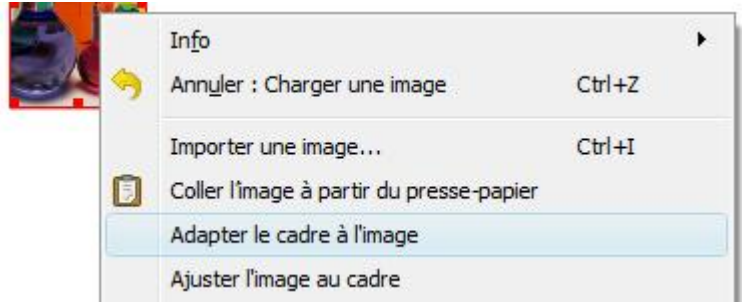 Info
Annuler : Charger une image Ctrl+Z
Importer une image... Ctrl+I
Coller l'image à partir du presse-papier
Adapter le cadre à l'image
Ajuster l'image au cadre